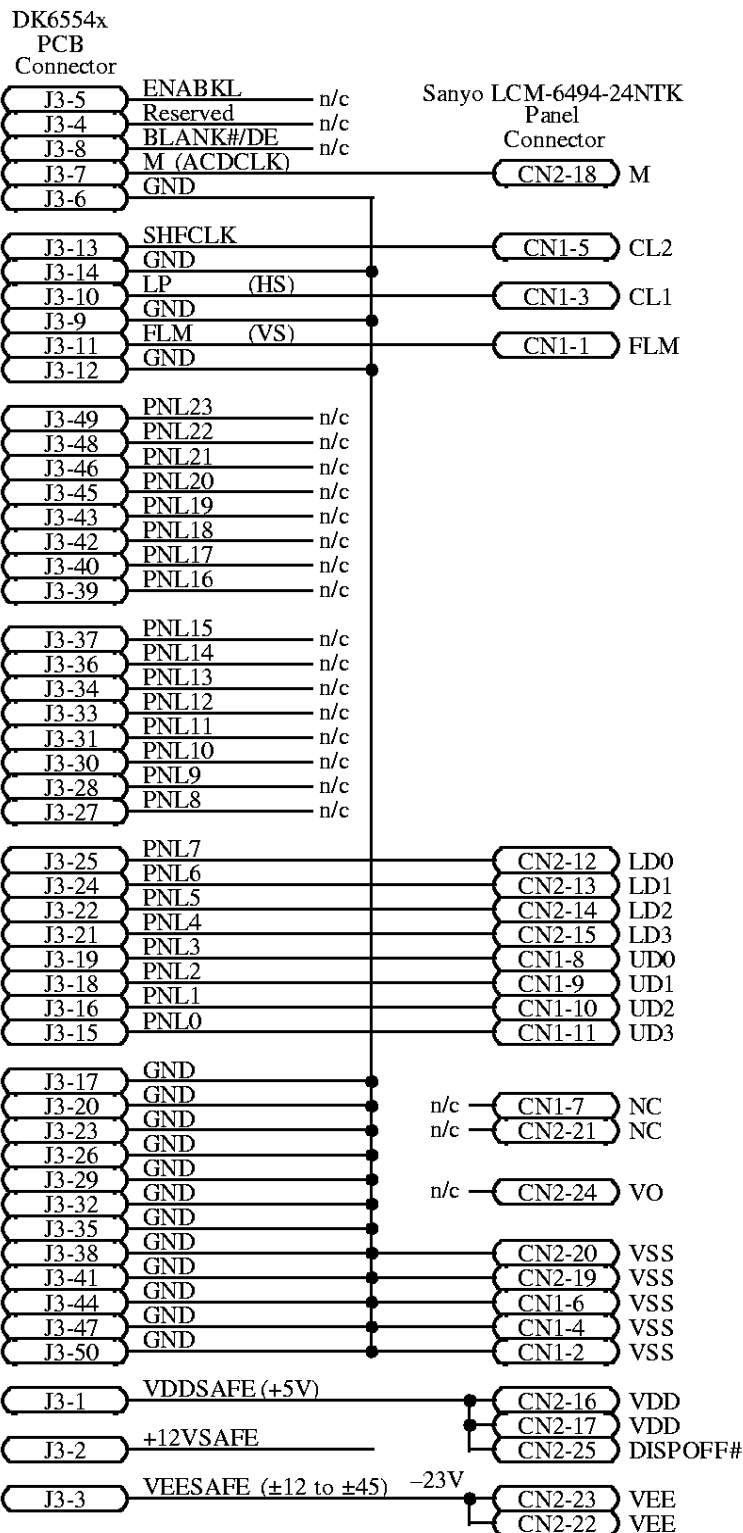 DK6554x
PCB
Connector
Sanyo LCM-6494-24NTK
Panel
Connector
J3-5 ENABKL n/c
J3-4 Reserved n/c
J3-8 BLANK#/DE n/c
J3-7 M (ACDCLK) CN2-18 M
J3-6 GND
J3-13 SHFCLK CN1-5 CL2
J3-14 GND
J3-10 LP (HS) CN1-3 CL1
J3-9 GND
J3-11 FLM (VS) CN1-1 FLM
J3-12 GND
J3-49 PNL23 n/c
J3-48 PNL22 n/c
J3-46 PNL21 n/c
J3-45 PNL20 n/c
J3-43 PNL19 n/c
J3-42 PNL18 n/c
J3-40 PNL17 n/c
J3-39 PNL16 n/c
J3-37 PNL15 n/c
J3-36 PNL14 n/c
J3-34 PNL13 n/c
J3-33 PNL12 n/c
J3-31 PNL11 n/c
J3-30 PNL10 n/c
J3-28 PNL9 n/c
J3-27 PNL8 n/c
J3-25 PNL7 CN2-12 LD0
J3-24 PNL6 CN2-13 LD1
J3-22 PNL5 CN2-14 LD2
J3-21 PNL4 CN2-15 LD3
J3-19 PNL3 CN1-8 UD0
J3-18 PNL2 CN1-9 UD1
J3-16 PNL1 CN1-10 UD2
J3-15 PNL0 CN1-11 UD3
J3-17 GND
J3-20 GND n/c CN1-7 NC
J3-23 GND n/c CN2-21 NC
J3-26 GND
J3-29 GND
J3-32 GND n/c CN2-24 VO
J3-35 GND
J3-38 GND CN2-20 VSS
J3-41 GND CN2-19 VSS
J3-44 GND CN1-6 VSS
J3-47 GND CN1-4 VSS
J3-50 GND CN1-2 VSS
J3-1 VDDSAFE (+5V) CN2-16 VDD
CN2-17 VDD
J3-2 +12VSAFE CN2-25 DISPOFF#
J3-3 VEESAFE (±12 to ±45) –23V CN2-23 VEE
CN2-22 VEE